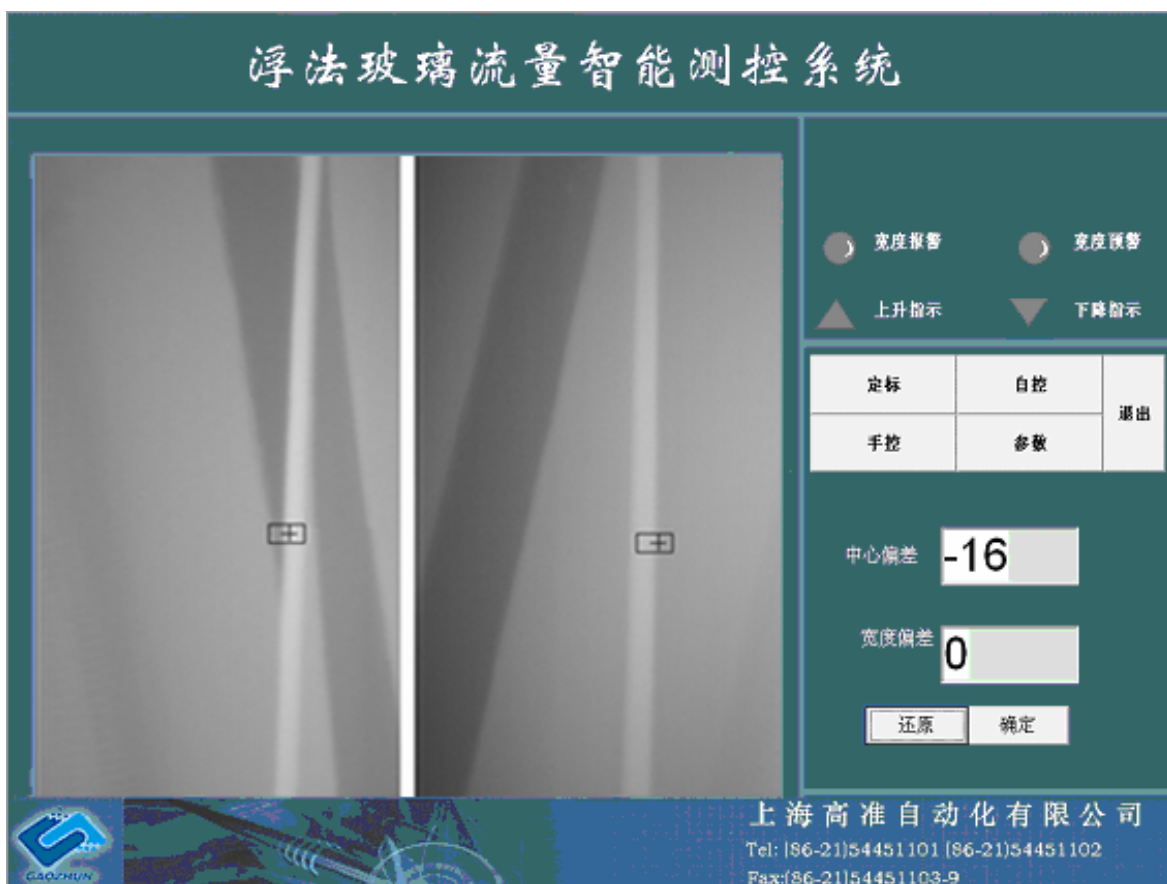 浮法玻璃流量智能测控系统
宽度报警
宽度预警
上升指示
下降指示
定标
自控
退出
手控
参数
中心偏差
-16
宽度偏差
0
还原
确定
上海高准自动化有限公司
Tel: (86-21)54451101 (86-21)54451102
Fax:(86-21)54451103-9
GAOZHUN